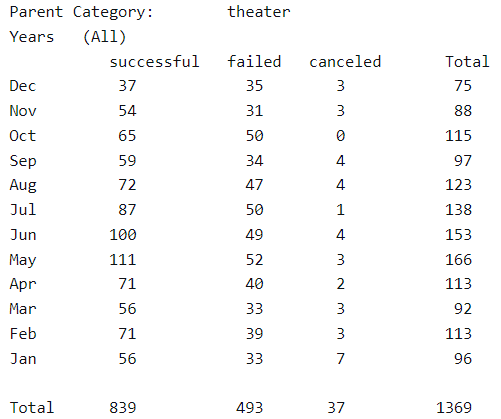 Parent Category: theater
Years (All)
successful failed canceled Total
Dec 37 35 3 75
Nov 54 31 3 88
Oct 65 50 0 115
Sep 59 34 4 97
Aug 72 47 4 123
Jul 87 50 1 138
Jun 100 49 4 153
May 111 52 3 166
Apr 71 40 2 113
Mar 56 33 3 92
Feb 71 39 3 113
Jan 56 33 7 96
Total 839 493 37 1369